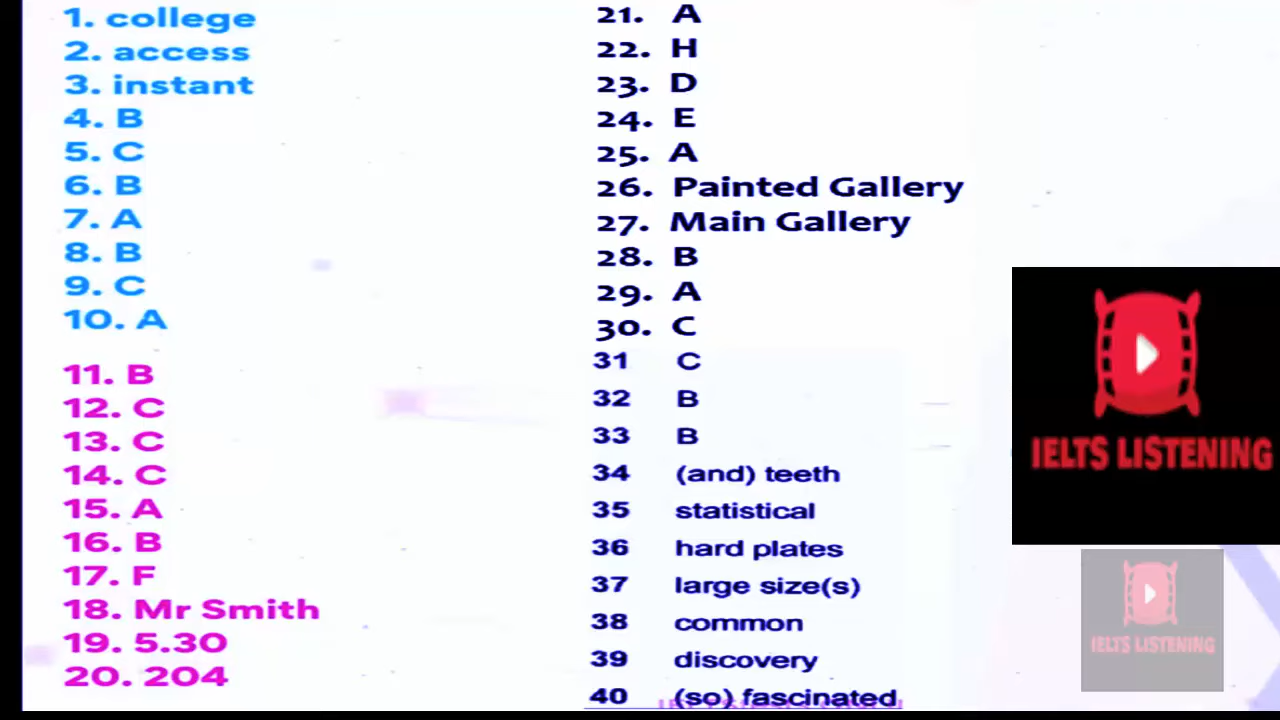 1. college
2. access
3. instant
4. B
5. C
6. B
7. A
8. B
9. C
10. A
11. B
12. C
13. C
14. C
15. A
16. B
17. F
18. Mr Smith
19. 5.30
20. 204
21. A
22. H
23. D
24. E
25. A
26. Painted Gallery
27. Main Gallery
28. B
29. A
30. C
31 C
32 B
33 B
34 (and) teeth
35 statistical
36 hard plates
37 large size(s)
38 common
39 discovery
40 (so) fascinated
IELTS LISTENING
IELTS LISTENING